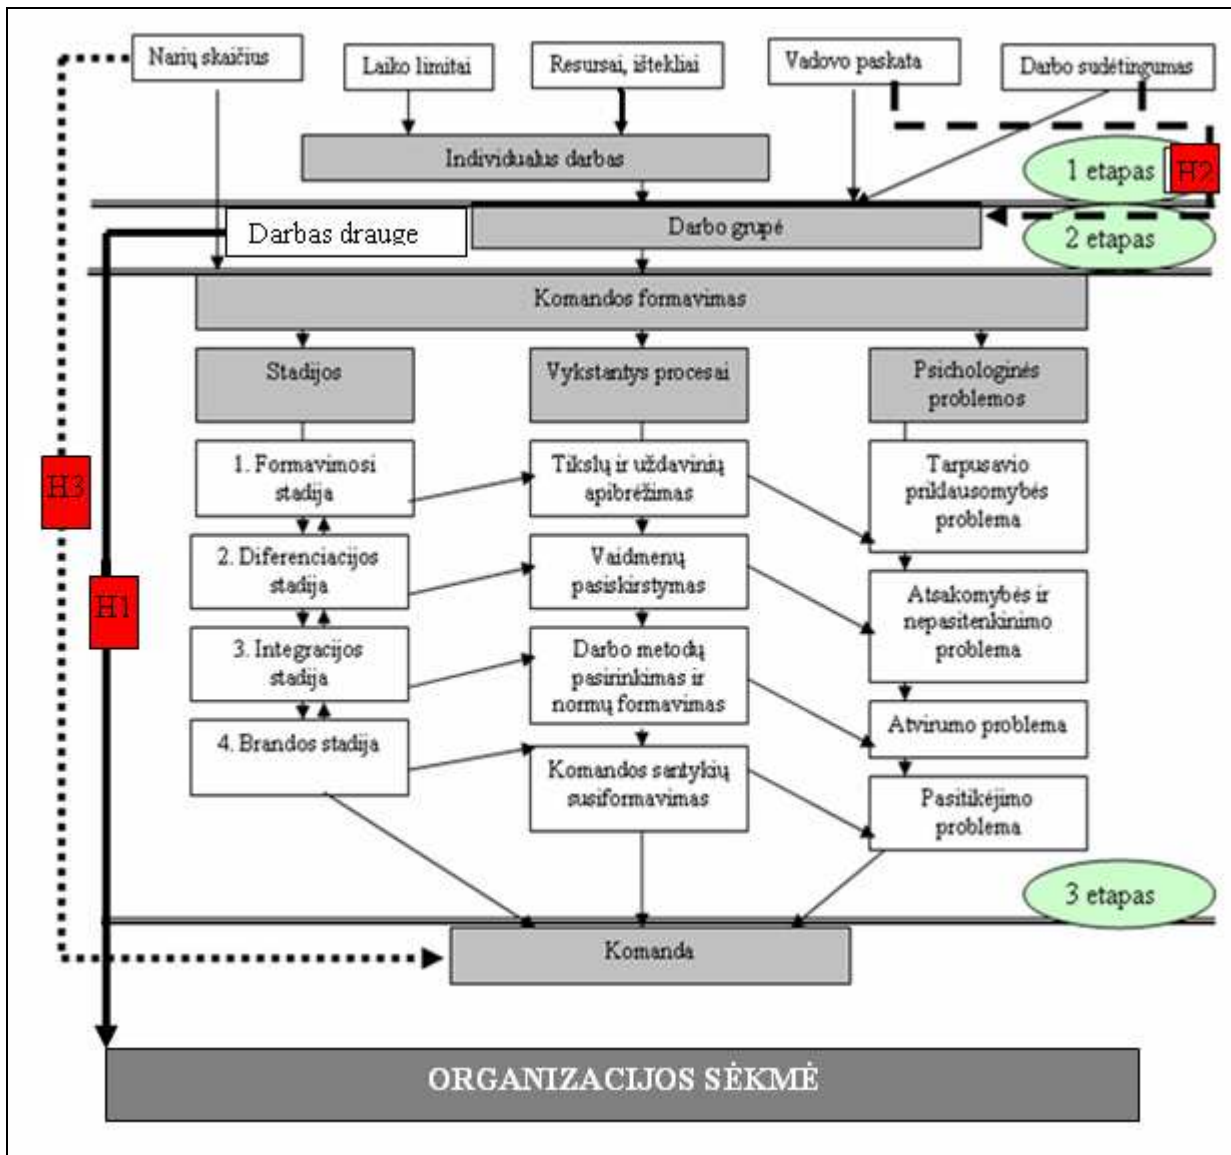 Narių skaičius
Laiko limitai
Resursai, ištekliai
Vadovo paskata
Darbo sudėtingumas
Individualus darbas
1 etapas
H2
Darbas drauge
Darbo grupė
2 etapas
Komandos formavimas
Stadijos
Vykstantys procesai
Psichologinės
problemos
1. Formavimosi
stadija
Tikslų ir uždavinių
apibrėžimas
Tarpusavio
priklausomybės
problema
H3
2. Diferenciacijos
stadija
Vaidmenų
pasiskirstymas
Atsakomybės ir
nepasitenkinimo
problema
H1
3. Integracijos
stadija
Darbo metodų
pasirinkimas ir
normų formavimas
Atvirumo problema
4. Brandos stadija
Komandos santykių
susiformavimas
Pasitikėjimo
problema
3 etapas
Komanda
ORGANIZACIJOS SĖKMĖ